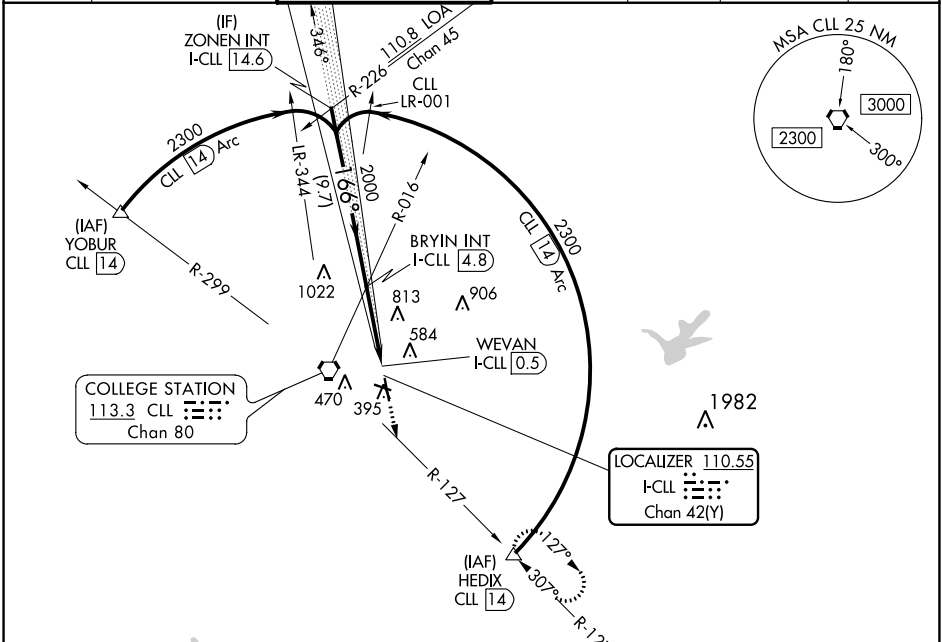 (IF)
ZONEN INT
I-CLL 14.6
346°
R-226 110.8 LOA
Chan 45
CLL
LR-001
MSA CLL 25 NM
180°
3000
2300
300°
2300
CLL 14 Arc
LR-344
(9.7)
166°
2000
R-016
2300
CLL 14 Arc
(IAF)
YOBUR
CLL 14
R-299
BRYIN INT
I-CLL 4.8
1022
813
906
584
WEVAN
I-CLL 0.5
COLLEGE STATION
113.3 CLL
Chan 80
470
395
1982
LOCALIZER 110.55
I-CLL
Chan 42(Y)
R-127
(IAF)
HEDIX
CLL 14
127°
307°